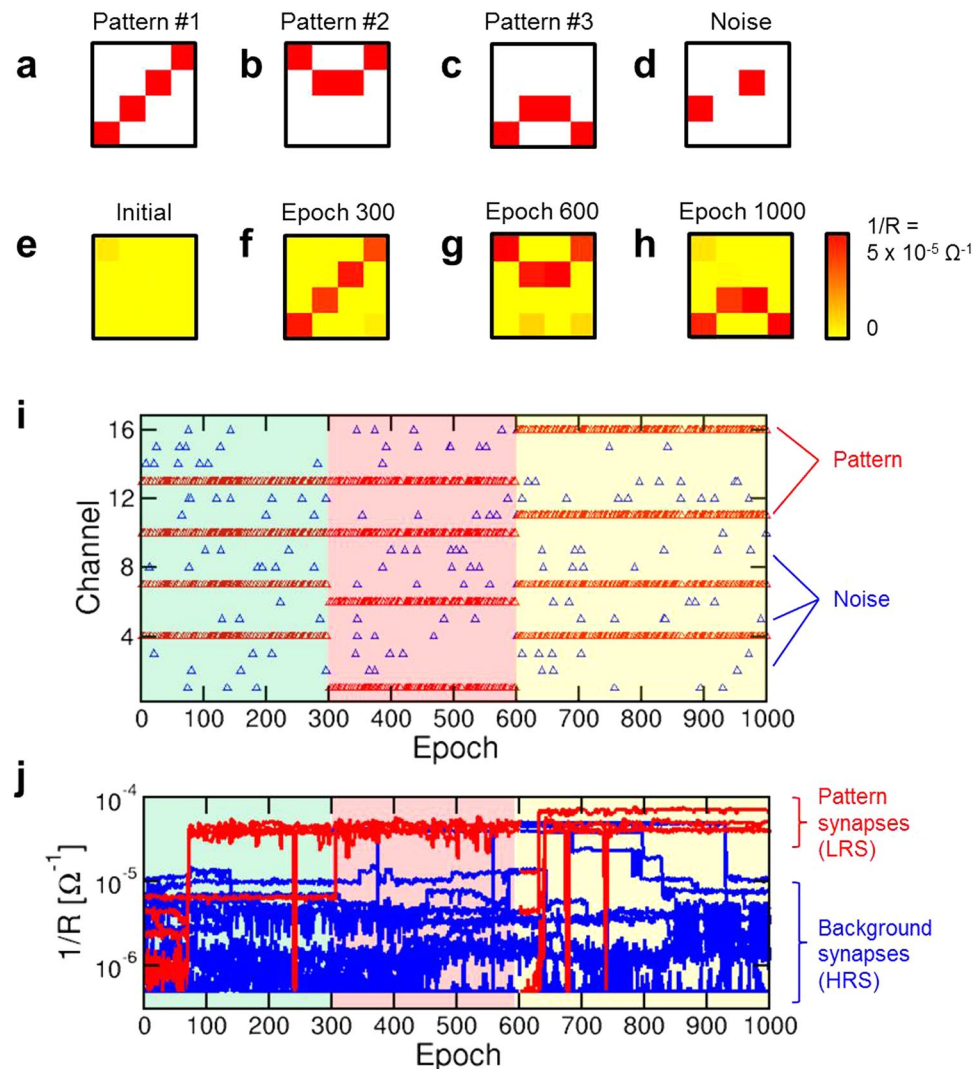 Pattern #1 Pattern #2 Pattern #3 Noise
a b c d
Initial Epoch 300 Epoch 600 Epoch 1000
e f g h
1/R =
5 x 10-5 Ω-1
0
i
16
12
8
4
Channel
0 100 200 300 400 500 600 700 800 900 1000
Epoch
Pattern
Noise
j
10-4
10-5
10-6
1/R [Ω-1]
0 100 200 300 400 500 600 700 800 900 1000
Epoch
Pattern
synapses
(LRS)
Background
synapses
(HRS)